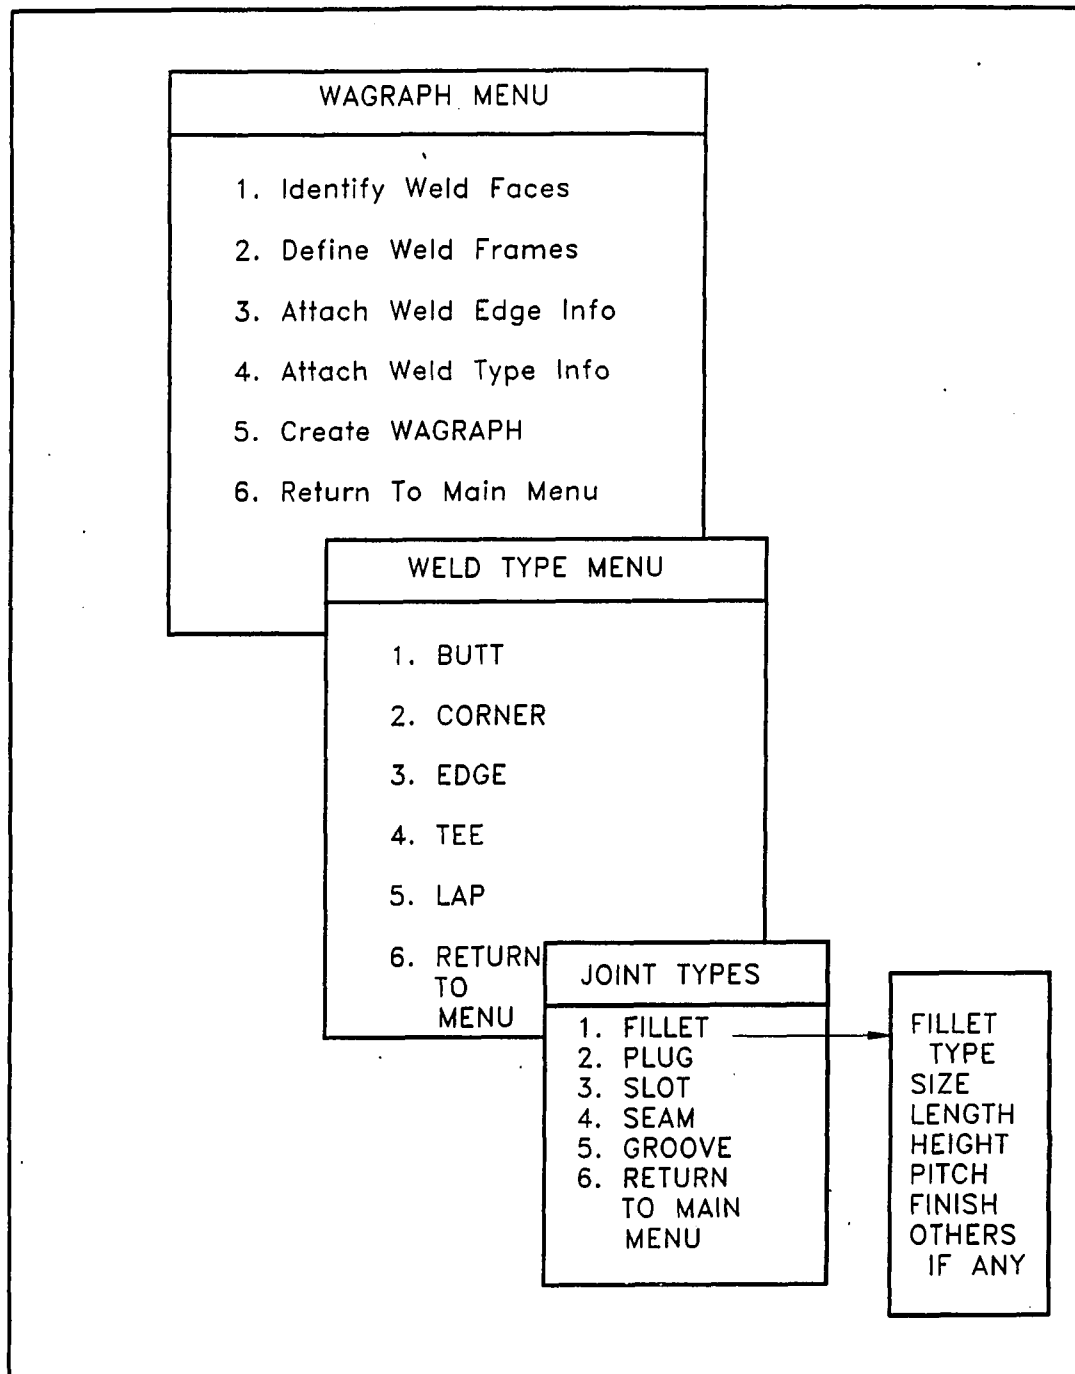 WAGRAPH MENU
1. Identify Weld Faces
2. Define Weld Frames
3. Attach Weld Edge Info
4. Attach Weld Type Info
5. Create WAGRAPH
6. Return To Main Menu
WELD TYPE MENU
1. BUTT
2. CORNER
3. EDGE
4. TEE
5. LAP
6. RETURN
TO
MENU
JOINT TYPES
1. FILLET
2. PLUG
3. SLOT
4. SEAM
5. GROOVE
6. RETURN
TO MAIN
MENU
FILLET
TYPE
SIZE
LENGTH
HEIGHT
PITCH
FINISH
OTHERS
IF ANY